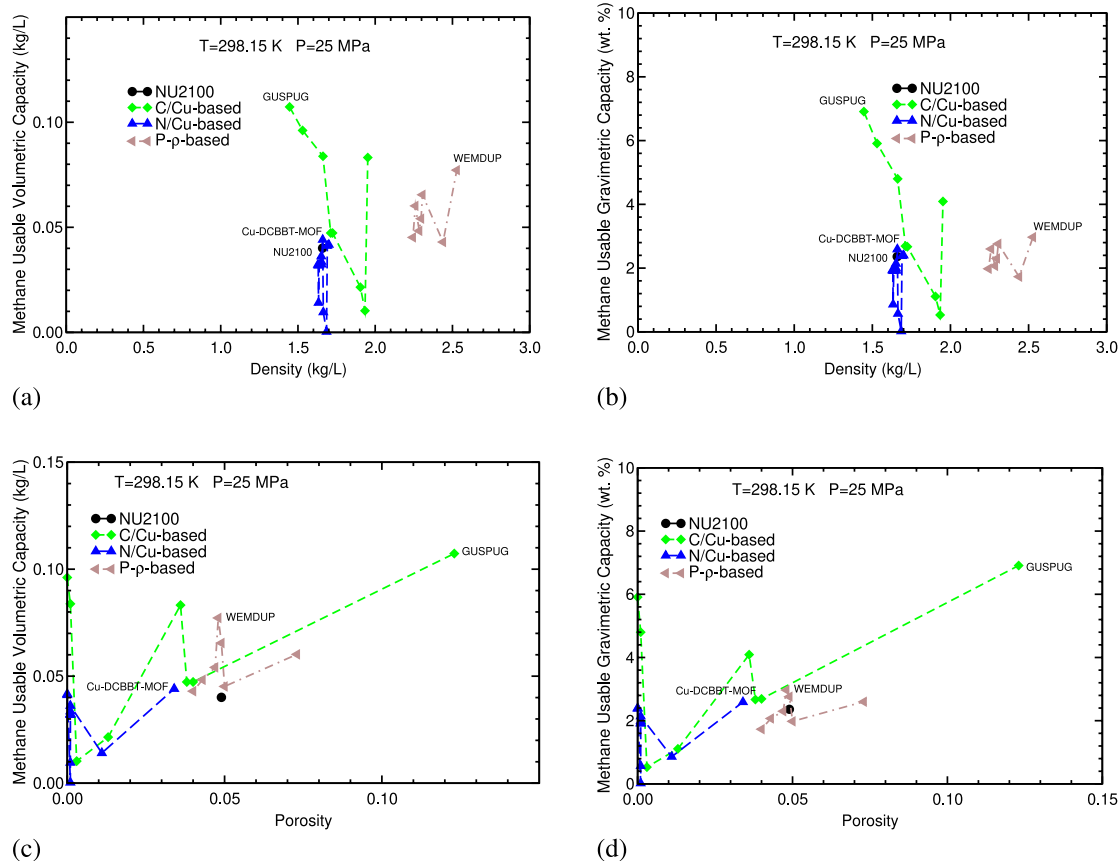 T=298.15 K P=25 MPa
NU2100
C/Cu-based
N/Cu-based
P-ρ-based
GUSPUG
WEMDUP
Cu-DCBBT-MOF
NU2100
Methane Usable Volumetric Capacity (kg/L)
0.10
0.05
0.00
0.0 0.5 1.0 1.5 2.0 2.5 3.0
Density (kg/L)
(a)
T=298.15 K P=25 MPa
GUSPUG
NU2100
C/Cu-based
N/Cu-based
P-ρ-based
Cu-DCBBT-MOF
NU2100
WEMDUP
Methane Usable Gravimetric Capacity (wt. %)
10
8
6
4
2
0
0.0 0.5 1.0 1.5 2.0 2.5 3.0
Density (kg/L)
(b)
T=298.15 K P=25 MPa
NU2100
C/Cu-based
N/Cu-based
P-ρ-based
GUSPUG
WEMDUP
Cu-DCBBT-MOF
Methane Usable Volumetric Capacity (kg/L)
0.15
0.10
0.05
0.00
0.00 0.05 0.10
Porosity
(c)
T=298.15 K P=25 MPa
NU2100
C/Cu-based
N/Cu-based
P-ρ-based
GUSPUG
Cu-DCBBT-MOF
WEMDUP
Methane Usable Gravimetric Capacity (wt. %)
10
8
6
4
2
0
0.00 0.05 0.10 0.15
Porosity
(d)